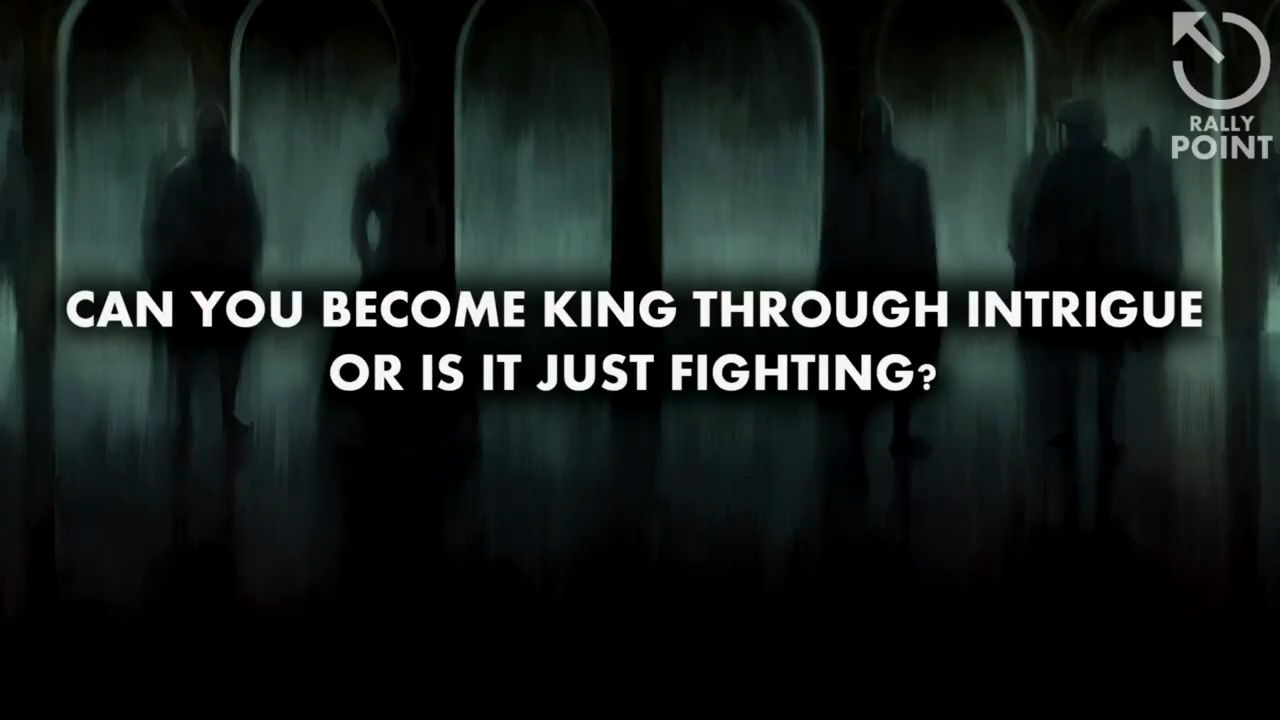 RALLY
POINT
CAN YOU BECOME KING THROUGH INTRIGUE
OR IS IT JUST FIGHTING?